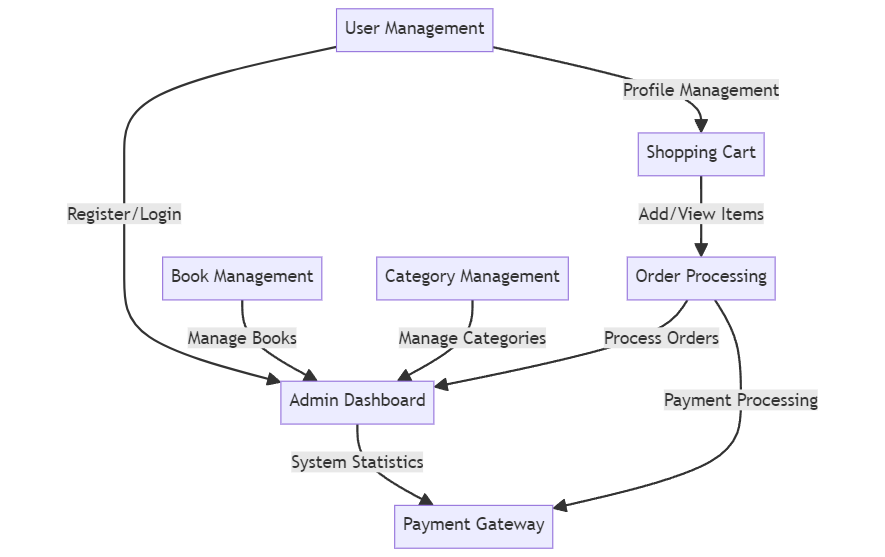 User Management
Profile Management
Shopping Cart
Register/Login
Add/View Items
Book Management
Category Management
Order Processing
Manage Books
Manage Categories
Process Orders
Admin Dashboard
Payment Processing
System Statistics
Payment Gateway